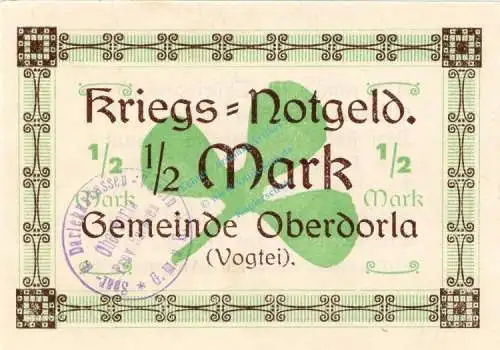 Kriegs=Notgeld.
1/2 1/2 Mark 1/2
Mark Mark
Gemeinde Oberdorla
(Vogtei).